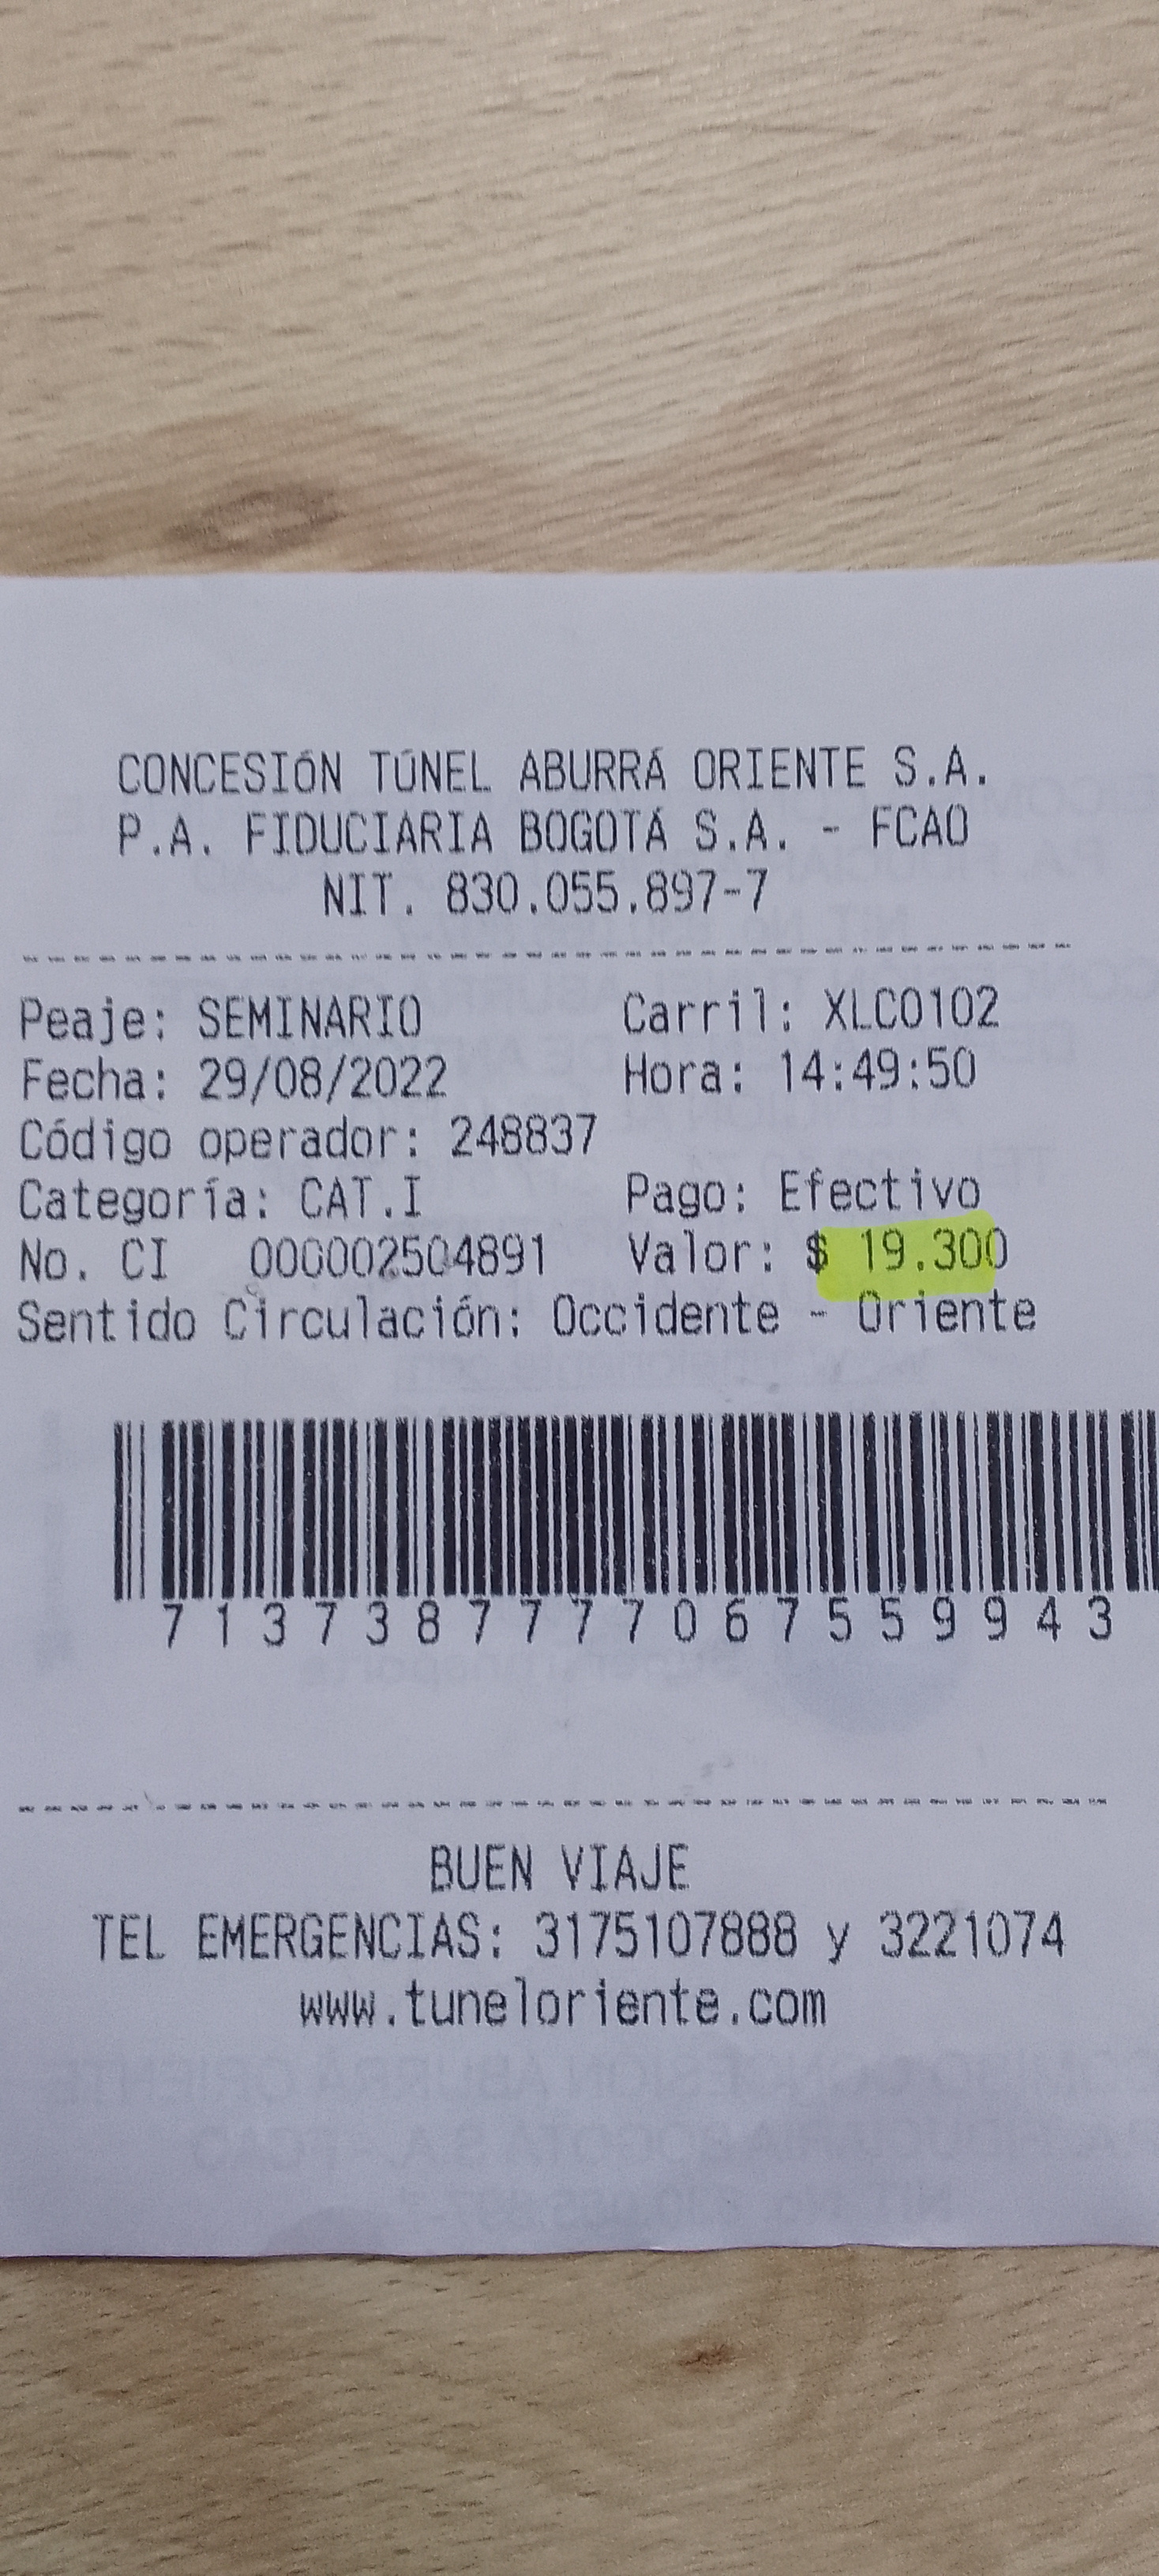 CONCESIÓN TÚNEL ABURRÁ ORIENTE S.A.
P.A. FIDUCIARIA BOGOTÁ S.A. - FCAO
NIT. 830.055.897-7
Peaje: SEMINARIO Carril: XLC0102
Fecha: 29/08/2022 Hora: 14:49:50
Código operador: 248837
Categoría: CAT.I Pago: Efectivo
No. CI 000002504891 Valor: $ 19.300
Sentido Circulación: Occidente - Oriente
7137387777067559943
BUEN VIAJE
TEL EMERGENCIAS: 3175107888 y 3221074
www.tuneloriente.com